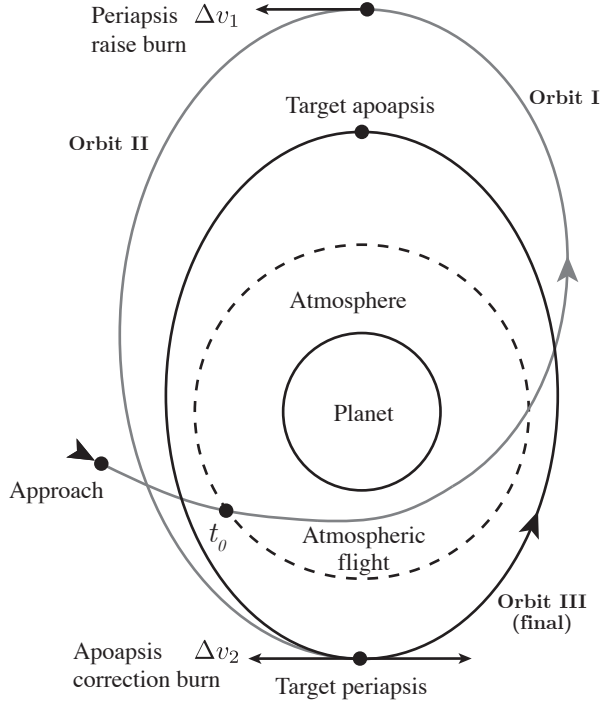 Periapsis Δv₁
raise burn
Orbit I
Target apoapsis
Orbit II
Atmosphere
Planet
Approach
t₀
Atmospheric
flight
Orbit III
(final)
Apoapsis Δv₂
correction burn
Target periapsis